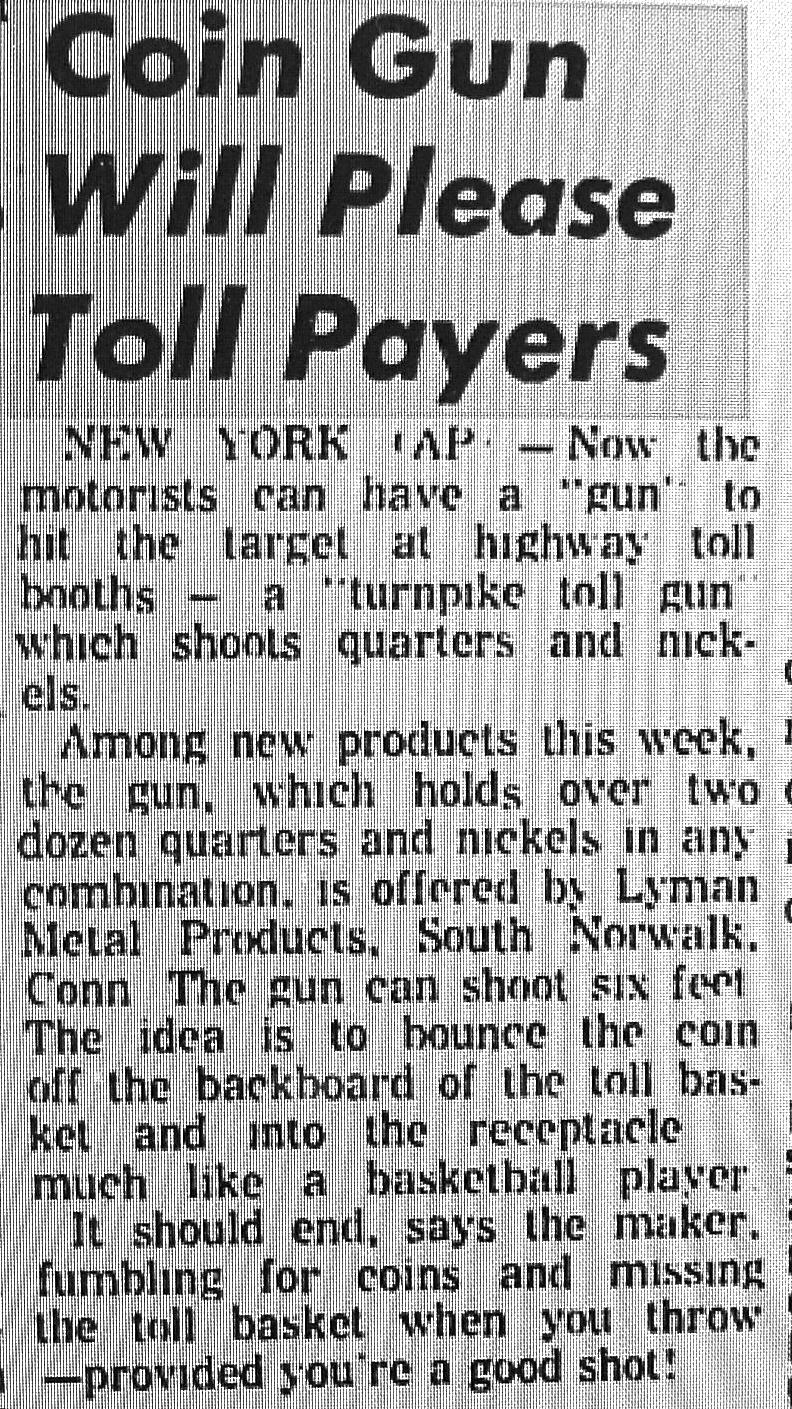 Coin Gun
Will Please
Toll Payers
NEW YORK (AP) — Now the
motorists can have a "gun" to
hit the target at highway toll
booths — a "turnpike toll gun"
which shoots quarters and nick-
els.
Among new products this week,
the gun, which holds over two
dozen quarters and nickels in any
combination, is offered by Lyman
Metal Products, South Norwalk,
Conn The gun can shoot six feet
The idea is to bounce the coin
off the backboard of the toll bas-
ket and into the receptacle
much like a basketball player
It should end, says the maker,
fumbling for coins and missing
the toll basket when you throw
—provided you're a good shot!